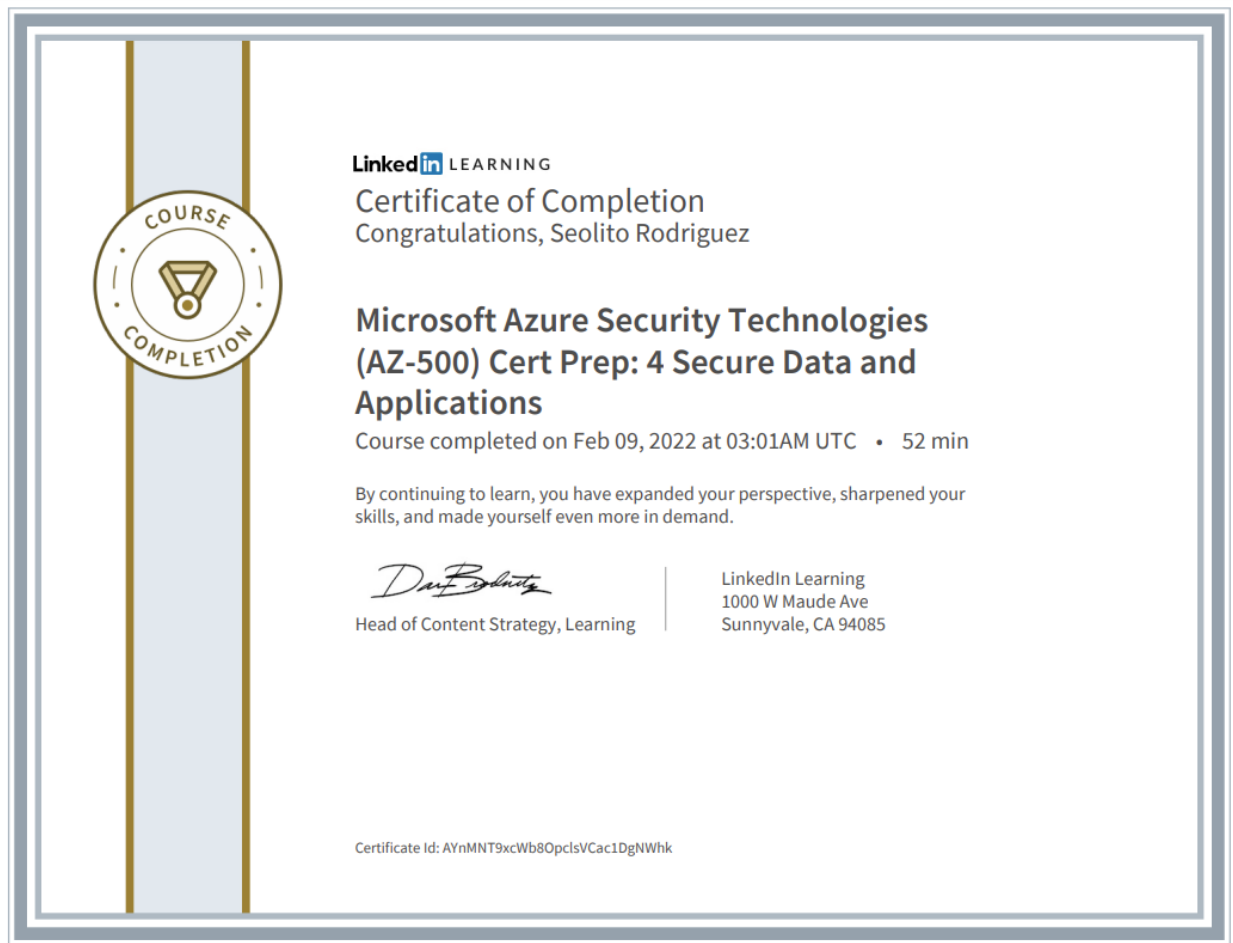 COURSE
COMPLETION
Linked in LEARNING
Certificate of Completion
Congratulations, Seolito Rodriguez
Microsoft Azure Security Technologies
(AZ-500) Cert Prep: 4 Secure Data and
Applications
Course completed on Feb 09, 2022 at 03:01AM UTC • 52 min
By continuing to learn, you have expanded your perspective, sharpened your
skills, and made yourself even more in demand.
Head of Content Strategy, Learning
LinkedIn Learning
1000 W Maude Ave
Sunnyvale, CA 94085
Certificate Id: AYnMNT9xcWb8OpclsVCac1DgNWhk